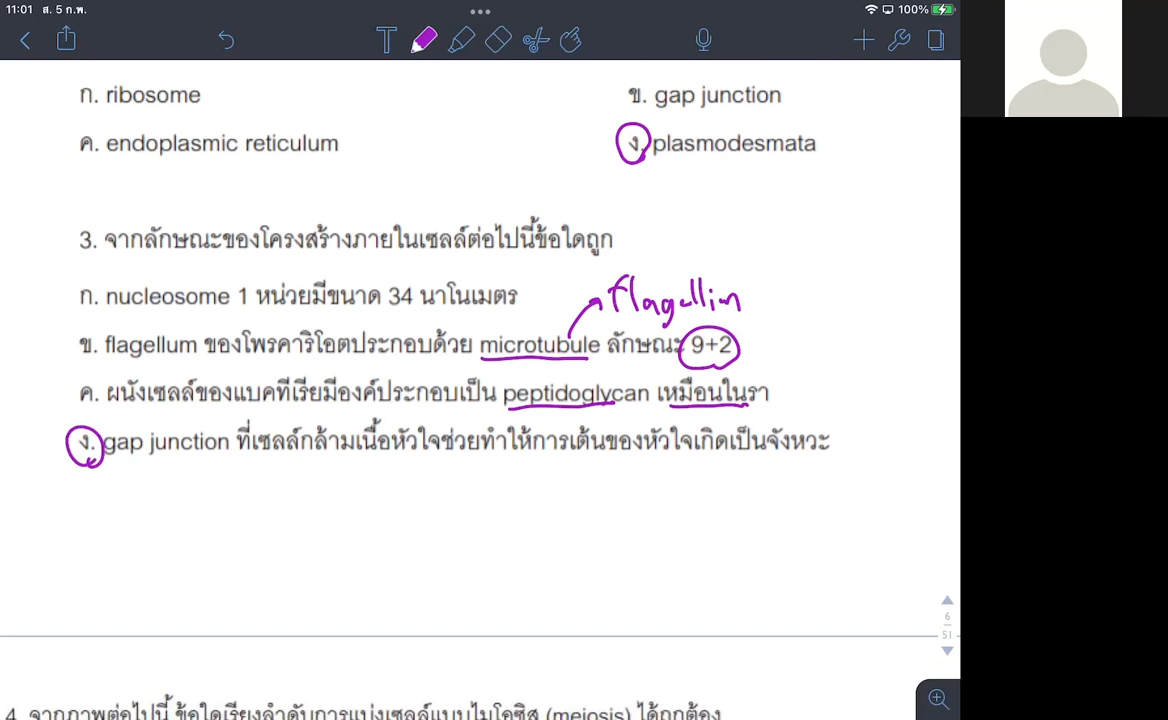 11:01 ส. 5 ก.พ. 100%
ก. ribosome ข. gap junction
ค. endoplasmic reticulum ง. plasmodesmata
3. จากลักษณะของโครงสร้างภายในเซลล์ต่อไปนี้ข้อใดถูก
ก. nucleosome 1 หน่วยมีขนาด 34 นาโนเมตร
flagellin
ข. flagellum ของโพรคาริโอตประกอบด้วย microtubule ลักษณะ 9+2
ค. ผนังเซลล์ของแบคทีเรียมีองค์ประกอบเป็น peptidoglycan เหมือนในรา
ง. gap junction ที่เซลล์กล้ามเนื้อหัวใจช่วยทำให้การเต้นของหัวใจเกิดเป็นจังหวะ
6
51
4. จากภาพต่อไปนี้ ข้อใดเรียงลำดับการแบ่งเซลล์แบบไมโอซิส (meiosis) ได้ถูกต้อง